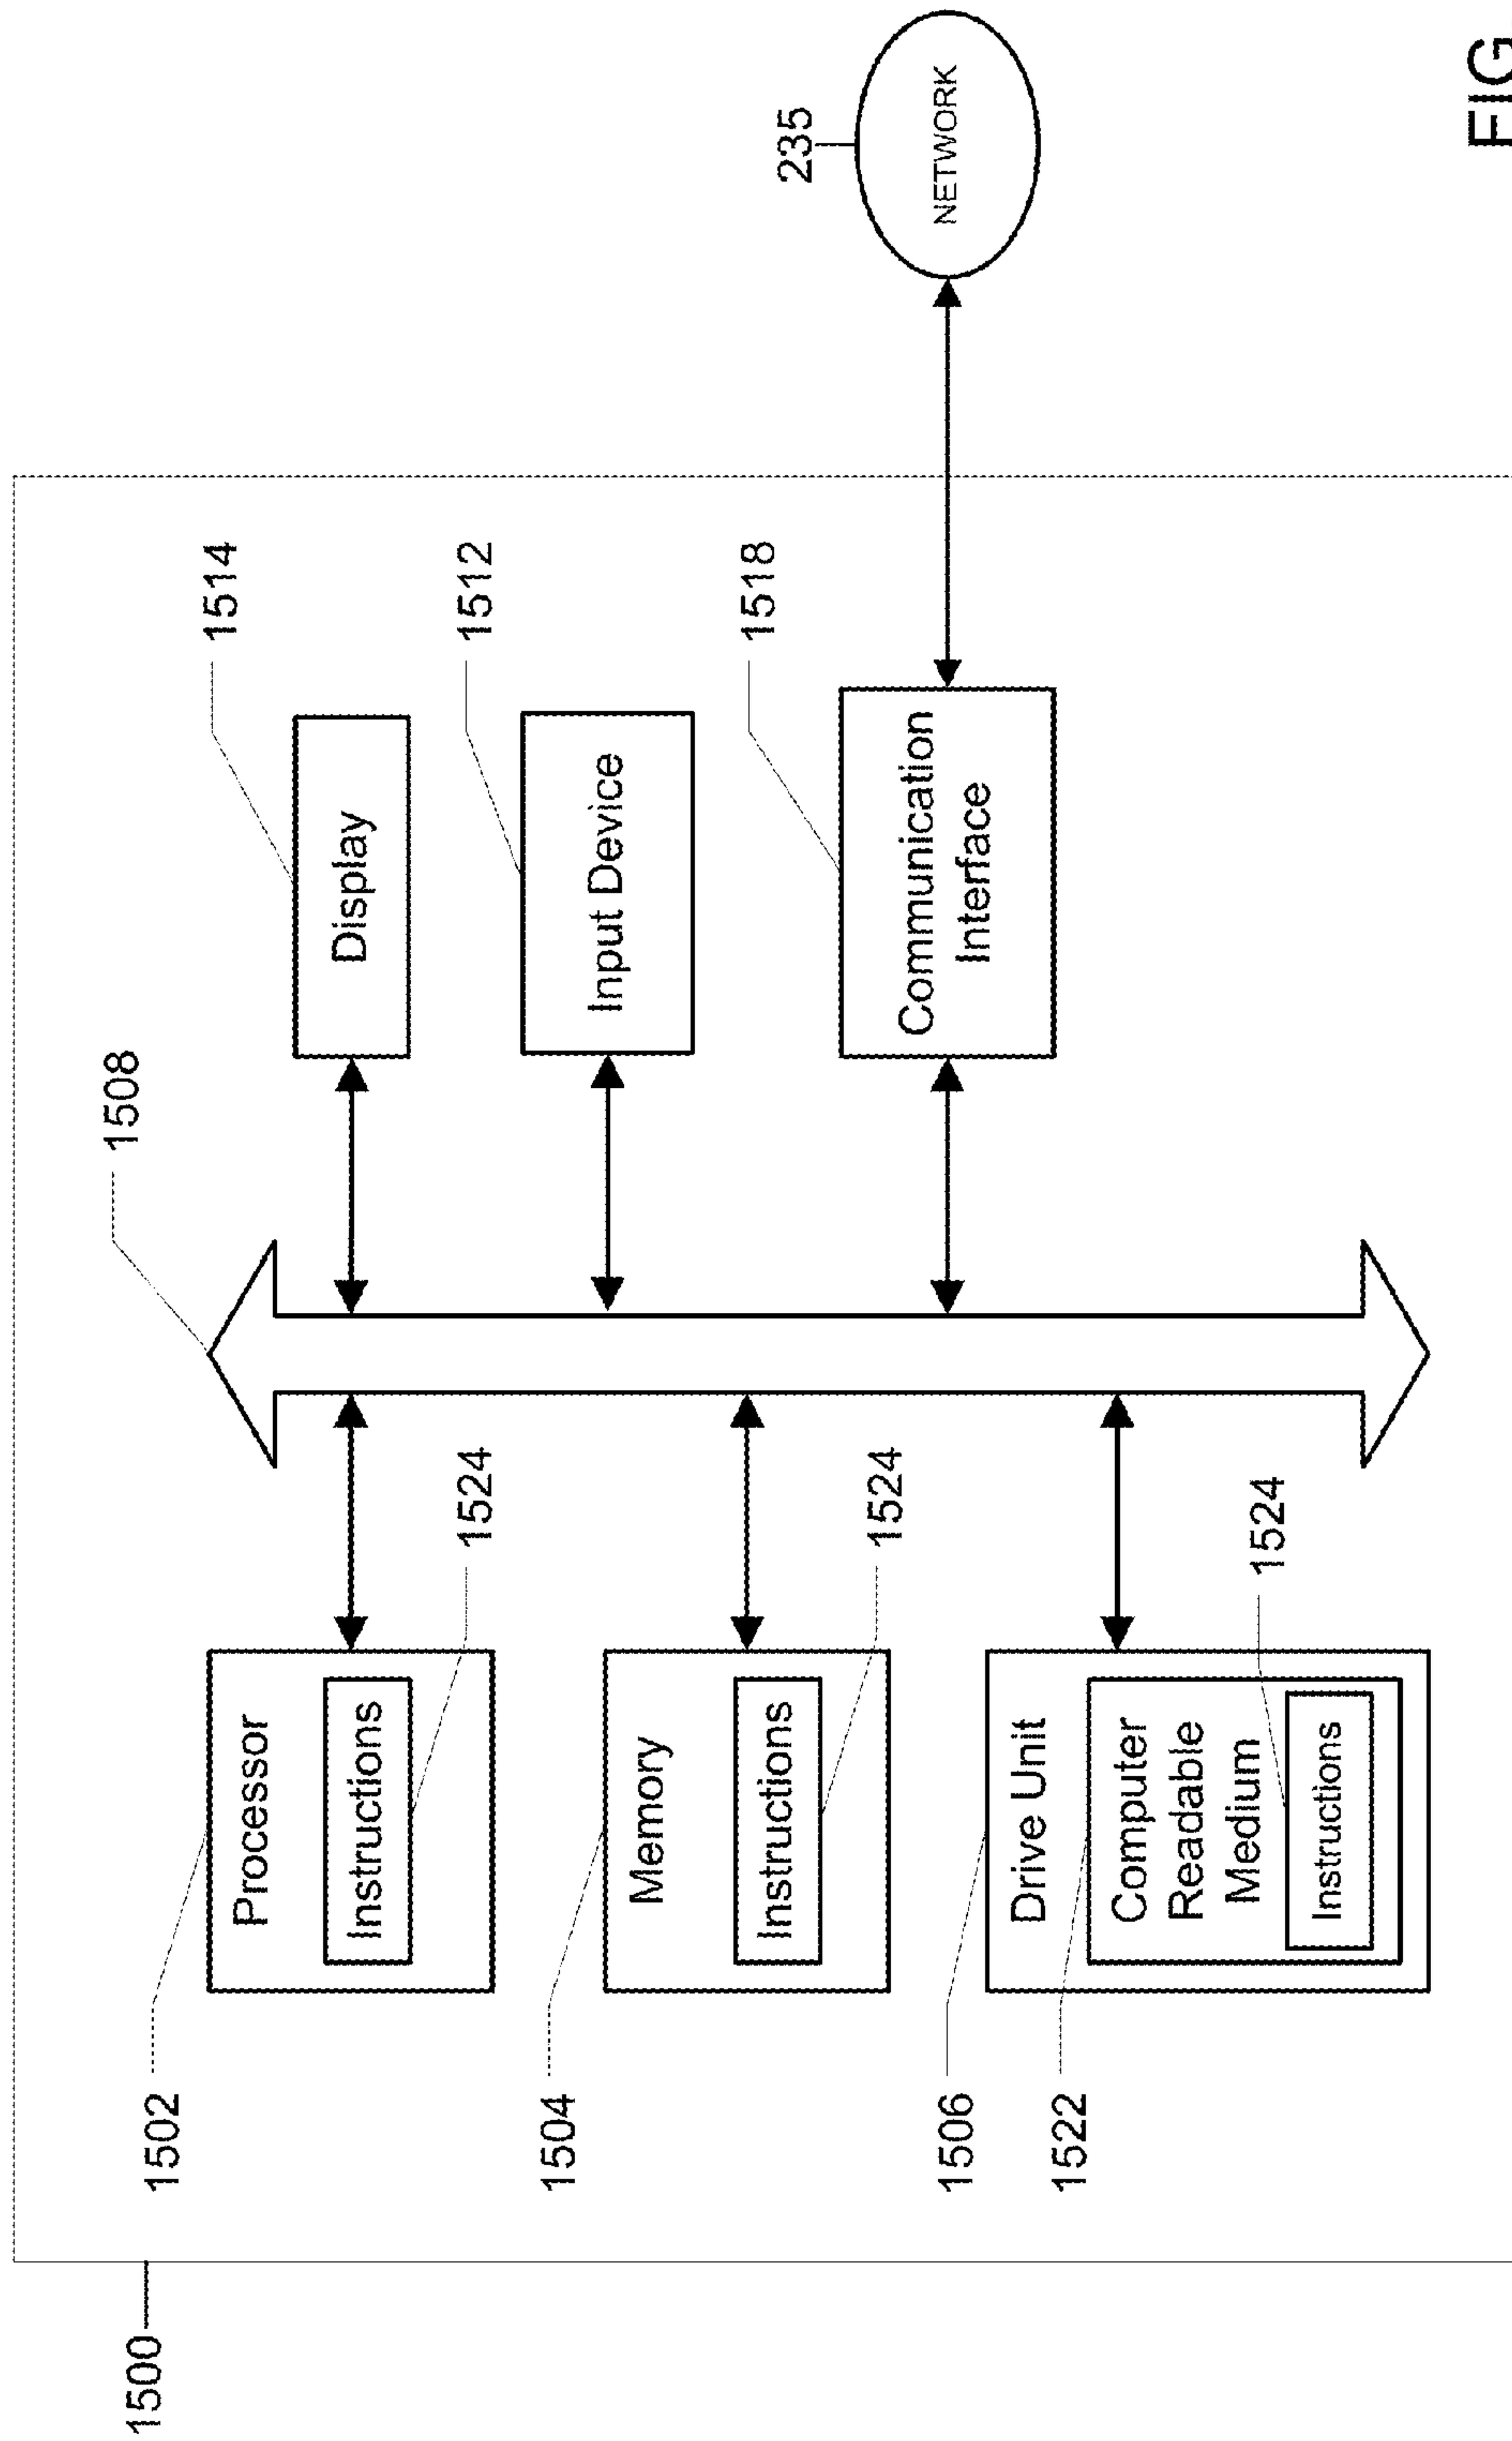 1500
1508
1502
Processor
Instructions
1524
Display
1514
1504
Memory
Instructions
1524
Input Device
1512
1506
Drive Unit
1522
Computer
Readable
Medium
Instructions
1524
Communication
Interface
1518
235
NETWORK
FIG.